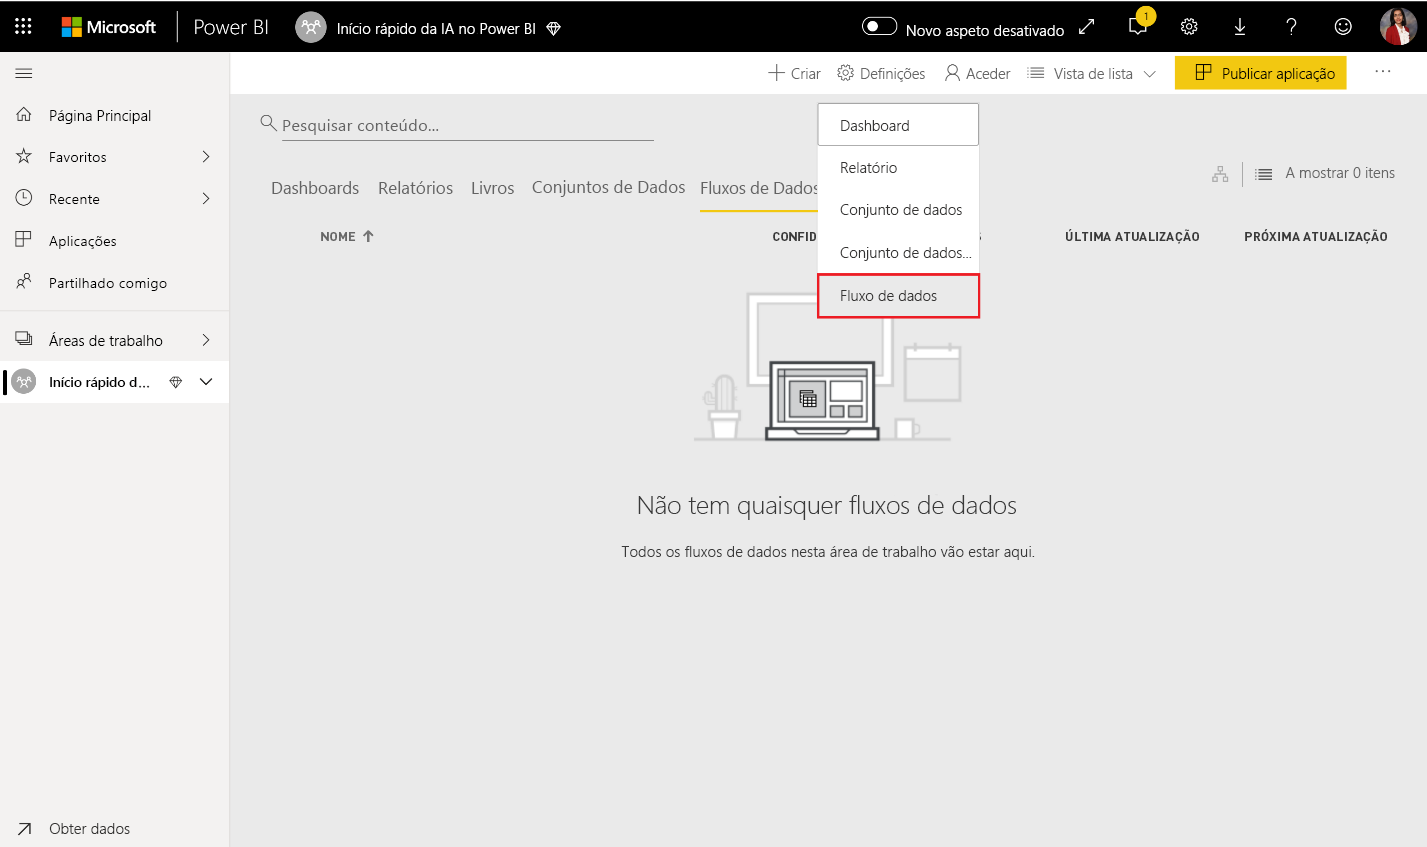 Microsoft
Power BI
Início rápido da IA no Power BI
Novo aspeto desativado
1
Criar
Definições
Aceder
Vista de lista
Publicar aplicação
Página Principal
Favoritos
Recente
Aplicações
Partilhado comigo
Áreas de trabalho
Início rápido d...
Obter dados
Pesquisar conteúdo...
Dashboard
Relatório
Conjunto de dados
Conjunto de dados...
Fluxo de dados
Dashboards
Relatórios
Livros
Conjuntos de Dados
Fluxos de Dados
A mostrar 0 itens
NOME
CONFID
ÚLTIMA ATUALIZAÇÃO
PRÓXIMA ATUALIZAÇÃO
Não tem quaisquer fluxos de dados
Todos os fluxos de dados nesta área de trabalho vão estar aqui.